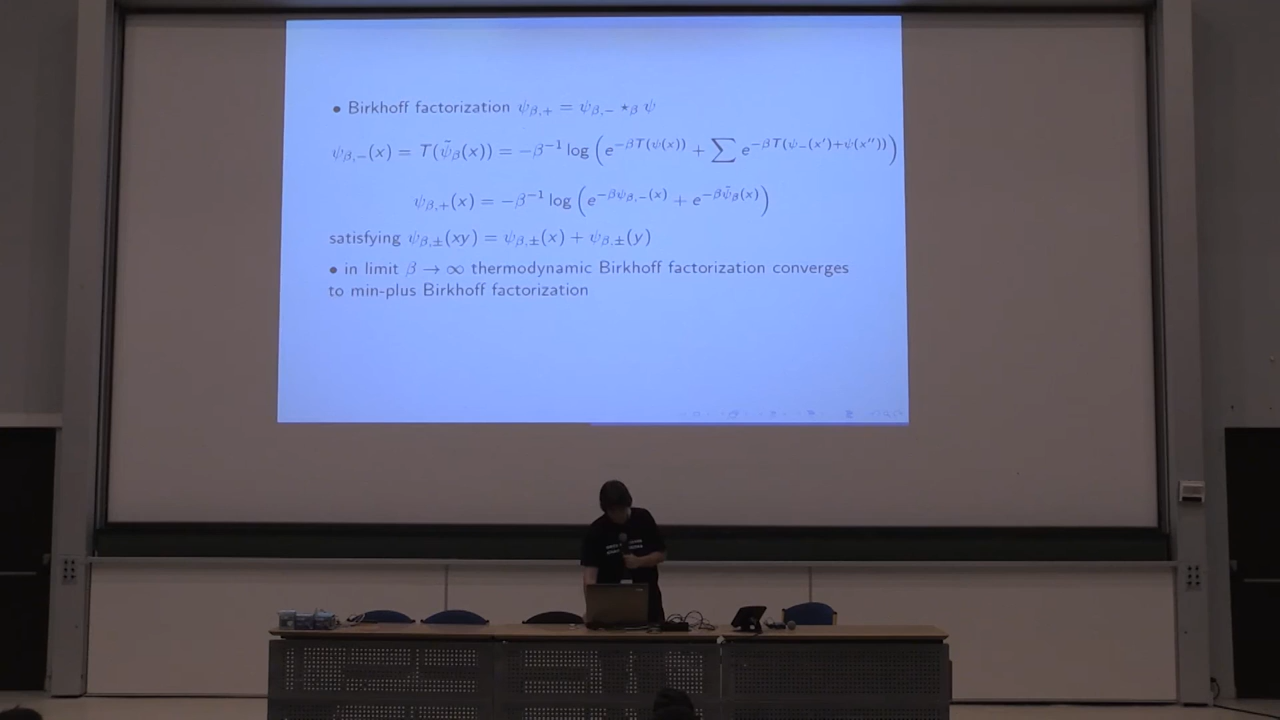 • Birkhoff factorization ψ_{β,+} = ψ_{β,−} ⋆_β ψ
ψ_{β,−}(x) = T(ψ̃_β(x)) = −β^{−1} log ( e^{−βT(ψ(x))} + ∑ e^{−βT(ψ_−(x′)+ψ(x″))} )
ψ_{β,+}(x) = −β^{−1} log ( e^{−βψ_{β,−}(x)} + e^{−βψ̃_β(x)} )
satisfying ψ_{β,±}(xy) = ψ_{β,±}(x) + ψ_{β,±}(y)
• in limit β → ∞ thermodynamic Birkhoff factorization converges
to min-plus Birkhoff factorization